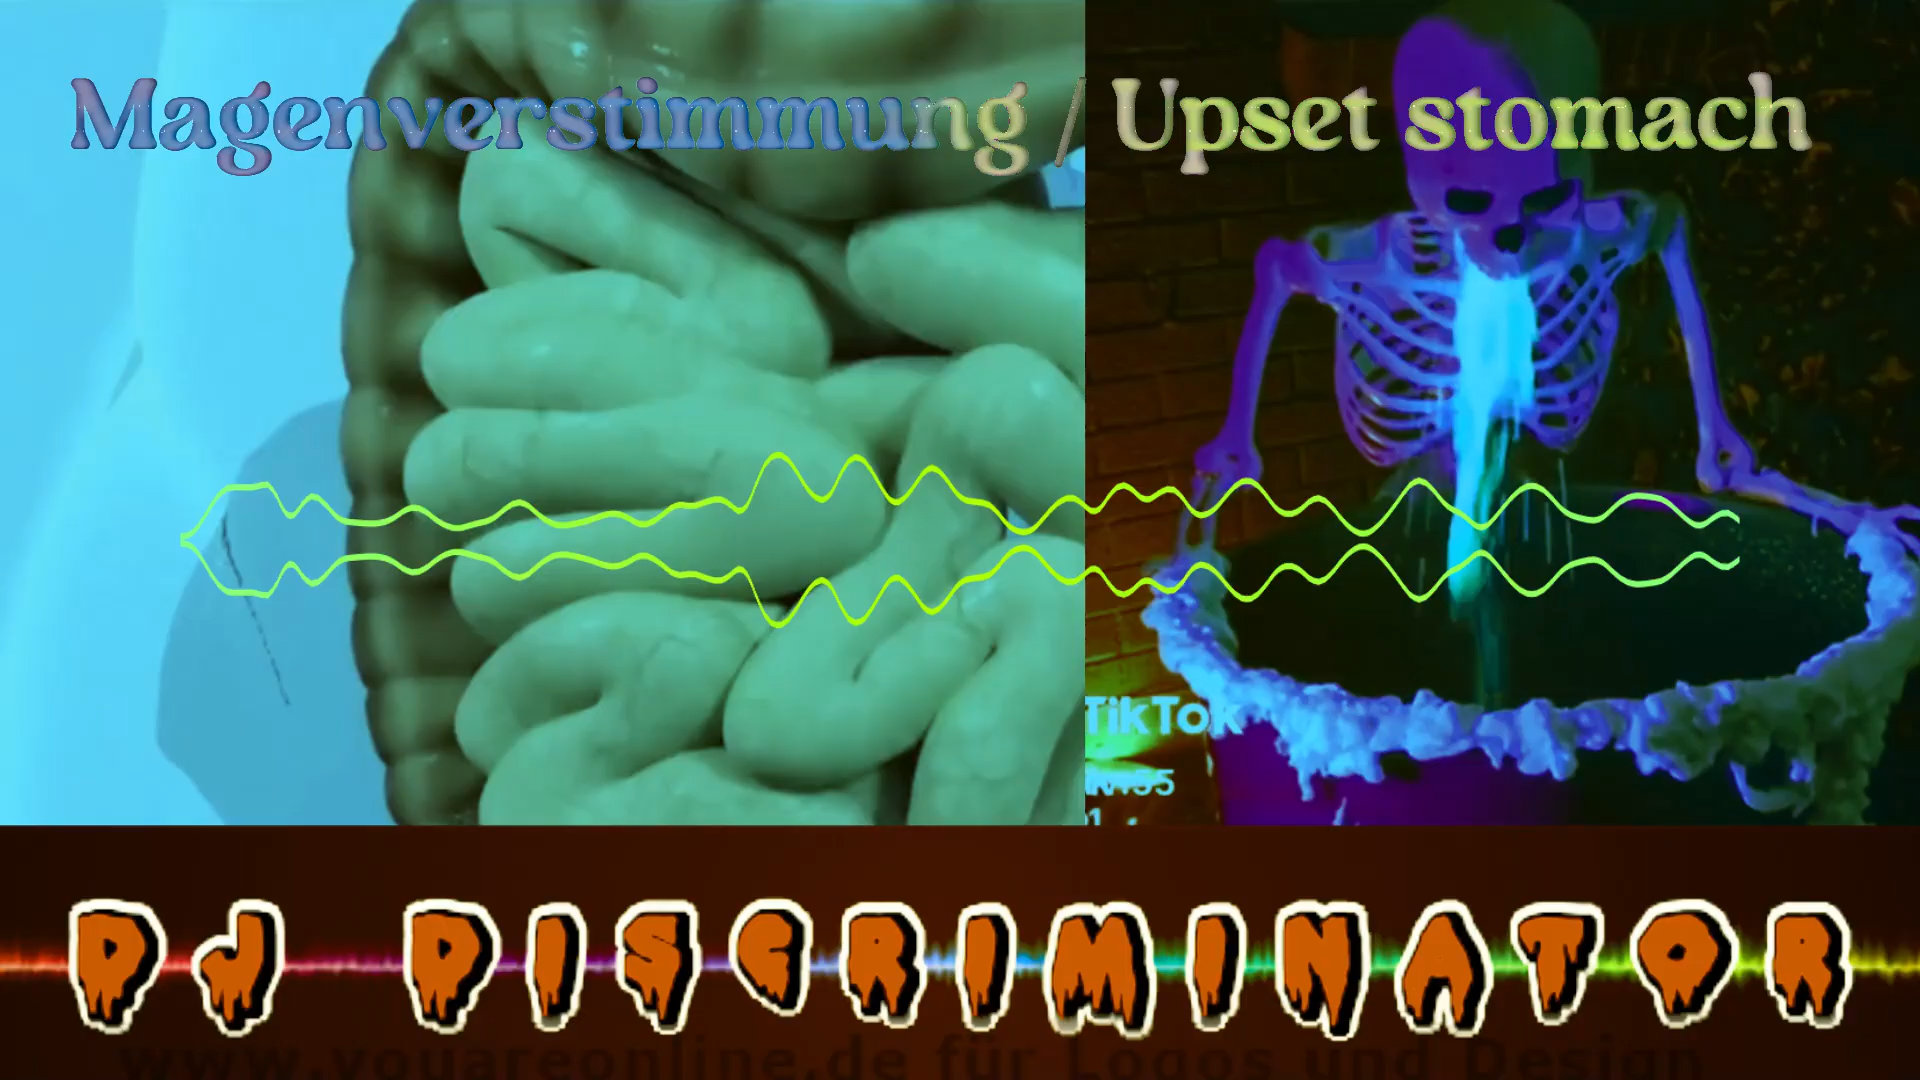 Magenverstimmung / Upset stomach
TikTok
DJ DISCRIMINATOR
www.youareonline.de für Logos und Design